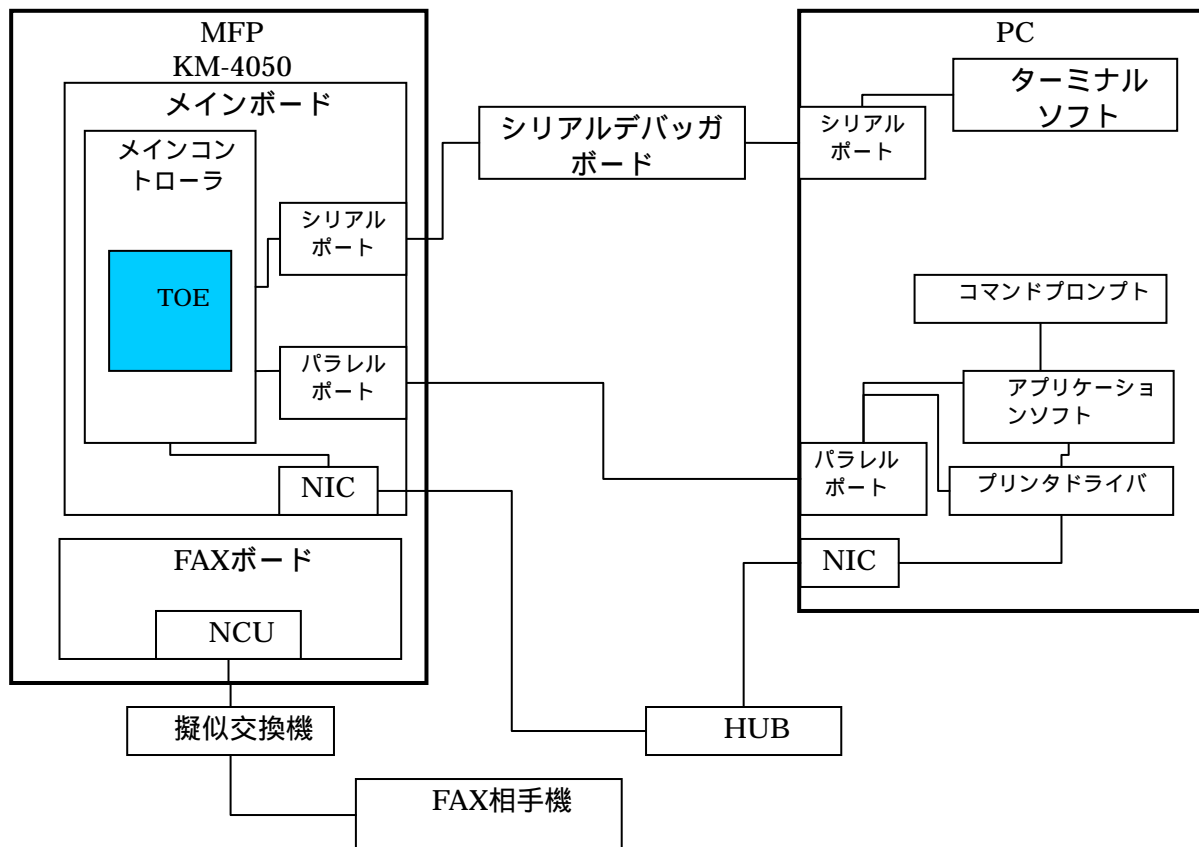 MFP
KM-4050
メインボード
メインコン
トローラ
TOE
シリアル
ポート
パラレル
ポート
NIC
FAXボード
NCU
擬似交換機
FAX相手機
シリアルデバッガ
ボード
HUB
PC
ターミナル
ソフト
シリアル
ポート
コマンドプロンプト
アプリケーショ
ンソフト
パラレル
ポート
プリンタドライバ
NIC